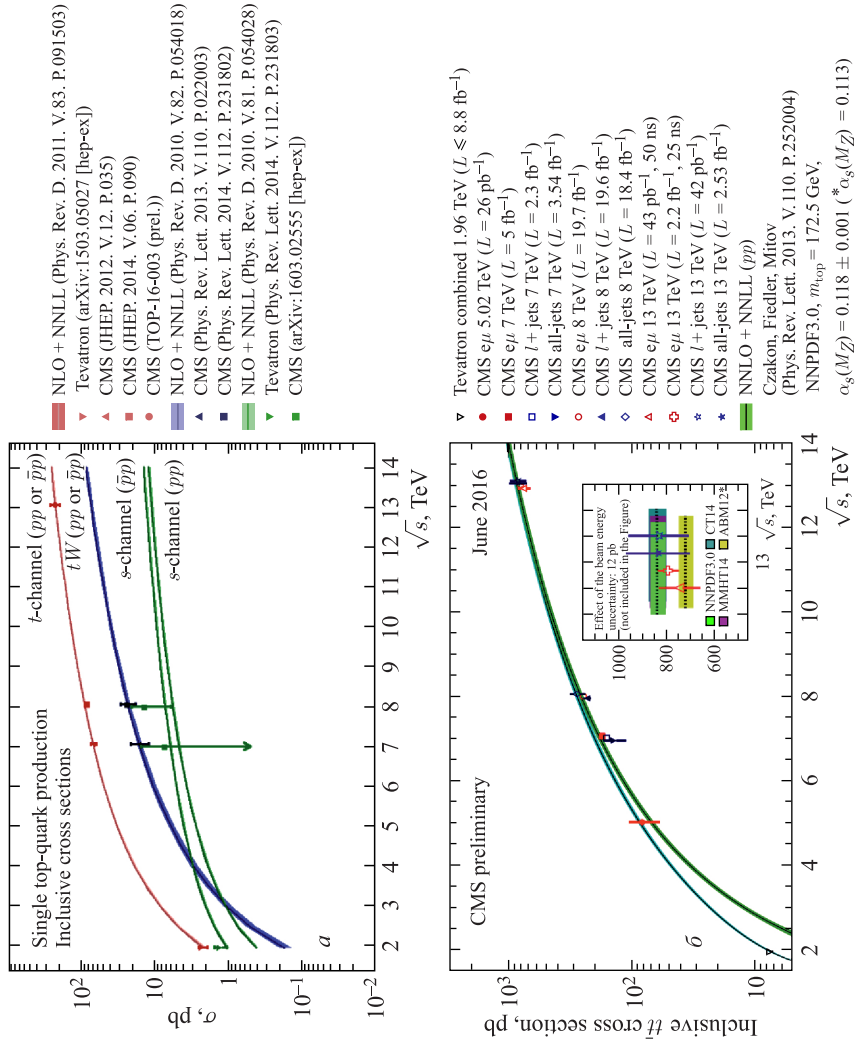 Single top-quark production
Inclusive cross sections
t-channel (pp or p̄p)
tW (pp or p̄p)
s-channel (p̄p)
s-channel (pp)
σ, pb
10²
10
1
10⁻¹
10⁻²
2 3 4 5 6 7 8 9 10 11 12 13 14
√s, TeV
а
NLO + NNLL (Phys. Rev. D. 2011. V. 83. P.091503)
Tevatron (arXiv:1503.05027 [hep-ex])
CMS (JHEP. 2012. V. 12. P.035)
CMS (JHEP. 2014. V. 06. P.090)
CMS (TOP-16-003 (prel.))
NLO + NNLL (Phys. Rev. D. 2010. V. 82. P.054018)
CMS (Phys. Rev. Lett. 2013. V. 110. P.022003)
CMS (Phys. Rev. Lett. 2014. V. 112. P.231802)
NLO + NNLL (Phys. Rev. D. 2010. V. 81. P.054028)
Tevatron (Phys. Rev. Lett. 2014. V. 112. P.231803)
CMS (arXiv:1603.02555 [hep-ex])
CMS preliminary
June 2016
Inclusive tt̄ cross section, pb
10³
10²
10
2 4 6 8 10 12 14
√s, TeV
б
Effect of the beam energy
uncertainty: 12 pb
(not included in the Figure)
1000
800
600
13 √s, TeV
NNPDF3.0 CT14
MMHT14 ABM12*
Tevatron combined 1.96 TeV (L ⩽ 8.8 fb⁻¹)
CMS eμ 5.02 TeV (L = 26 pb⁻¹)
CMS eμ 7 TeV (L = 5 fb⁻¹)
CMS l + jets 7 TeV (L = 2.3 fb⁻¹)
CMS all-jets 7 TeV (L = 3.54 fb⁻¹)
CMS eμ 8 TeV (L = 19.7 fb⁻¹)
CMS l + jets 8 TeV (L = 19.6 fb⁻¹)
all-jets 8 TeV (L = 18.4 fb⁻¹)
CMS eμ 13 TeV (L = 43 pb⁻¹, 50 ns)
CMS eμ 13 TeV (L = 2.2 fb⁻¹, 25 ns)
CMS l + jets 13 TeV (L = 42 pb⁻¹)
CMS all-jets 13 TeV (L = 2.53 fb⁻¹)
NNLO + NNLL (pp)
Czakon, Fiedler, Mitov
(Phys. Rev. Lett. 2013. V. 110. P.252004)
NNPDF3.0, m_top = 172.5 GeV,
α_s(M_Z) = 0.118 ± 0.001 (*α_s(M_Z) = 0.113)